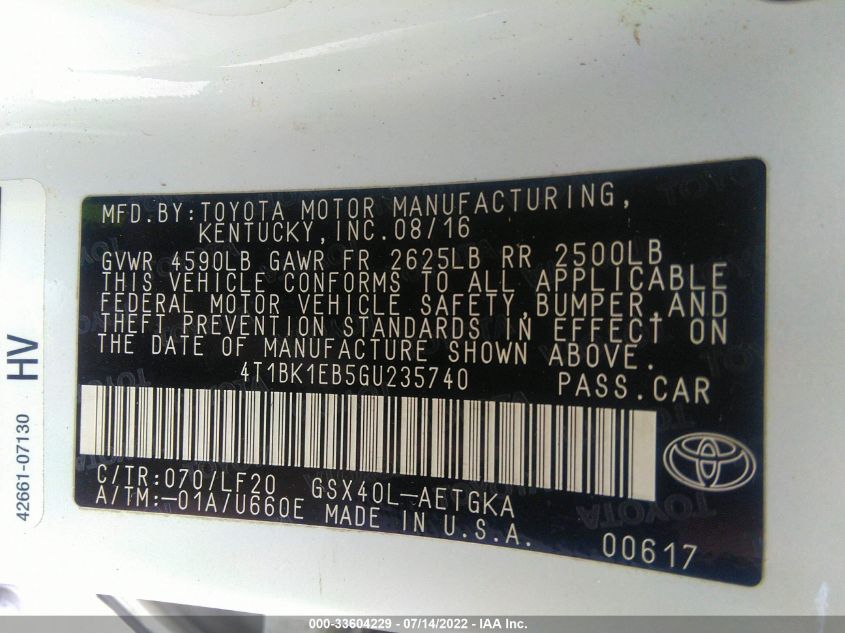 MFD.BY:TOYOTA MOTOR MANUFACTURING,
KENTUCKY,INC.08/16
GVWR 4590LB GAWR FR 2625LB RR 2500LB
THIS VEHICLE CONFORMS TO ALL APPLICABLE
FEDERAL MOTOR VEHICLE SAFETY,BUMPER,AND
THEFT PREVENTION STANDARDS IN EFFECT ON
THE DATE OF MANUFACTURE SHOWN ABOVE.
4T1BK1EB5GU235740 PASS.CAR
C/TR:070/LF20 GSX40L-AETGKA
A/TM:-01A/U660E MADE IN U.S.A.
00617
42661-07130 HV
000-33604229 - 07/14/2022 - IAA Inc.